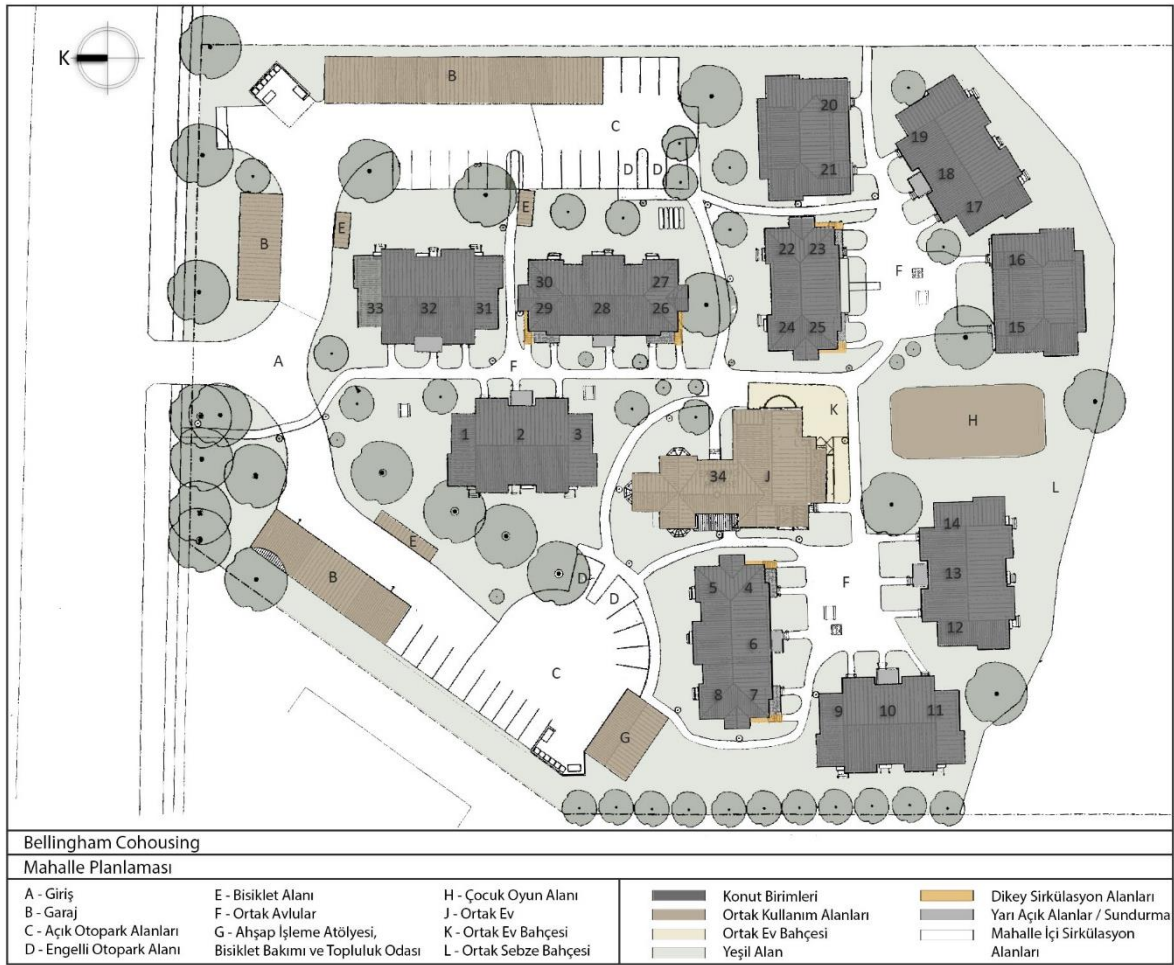 K
B
C
20
19
21
18
17
D D
E
E
B
22 23
F
16
30
27
33 32 31
29 28 26
24 25
15
A
F
K
H
1 2 3
34 J
L
14
E
B
D
D
5 4
F
13
6
12
C
8 7
9 10 11
G
Bellingham Cohousing
Mahalle Planlaması
A - Giriş
B - Garaj
C - Açık Otopark Alanları
D - Engelli Otopark Alanı
E - Bisiklet Alanı
F - Ortak Avlular
G - Ahşap İşleme Atölyesi,
Bisiklet Bakımı ve Topluluk Odası
H - Çocuk Oyun Alanı
J - Ortak Ev
K - Ortak Ev Bahçesi
L - Ortak Sebze Bahçesi
Konut Birimleri
Ortak Kullanım Alanları
Ortak Ev Bahçesi
Yeşil Alan
Dikey Sirkülasyon Alanları
Yarı Açık Alanlar / Sundurma
Mahalle İçi Sirkülasyon
Alanları